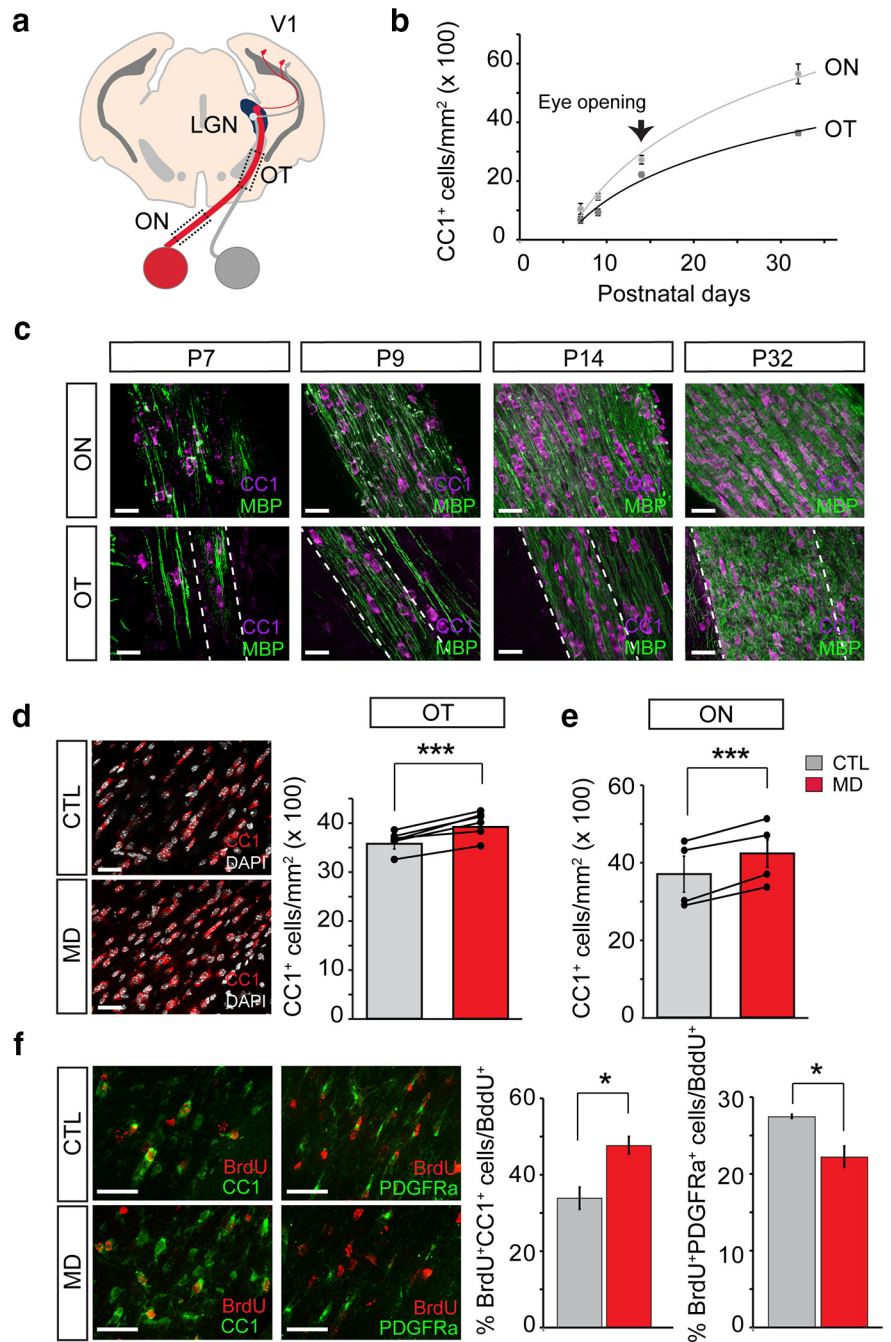 a
V1
LGN
OT
ON
b
CC1⁺ cells/mm² (x 100)
60
40
20
0
Eye opening
ON
OT
0 10 20 30
Postnatal days
c
P7 P9 P14 P32
ON
CC1 CC1 CC1 CC1
MBP MBP MBP MBP
OT
CC1 CC1 CC1 CC1
MBP MBP MBP MBP
d
CTL
CC1
DAPI
MD
CC1
DAPI
OT
***
CC1⁺ cells/mm² (x 100)
40
30
30
10
0
e
ON
***
CTL
MD
CC1⁺ cells/mm² (x 100)
60
40
20
0
f
CTL
BrdU BrdU
CC1 PDGFRa
MD
BrdU BrdU
CC1 PDGFRa
% BrdU⁺CC1⁺ cells/BddU⁺
60
40
60
0
*
% BrdU⁺PDGFRa⁺ cells/BddU⁺
30
20
10
0
*